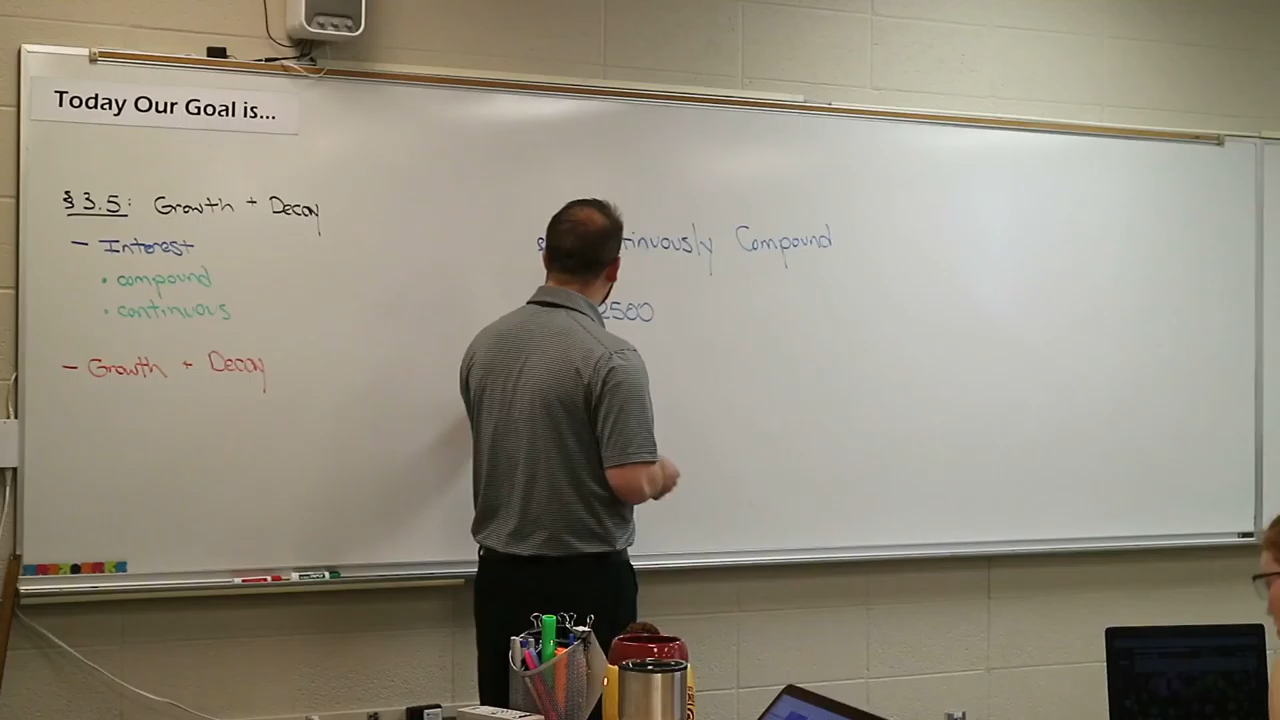 Today Our Goal is...
§ 3.5: Growth + Decay
- Interest
• compound
• continuous
- Growth + Decay
tinuously Compound
2500